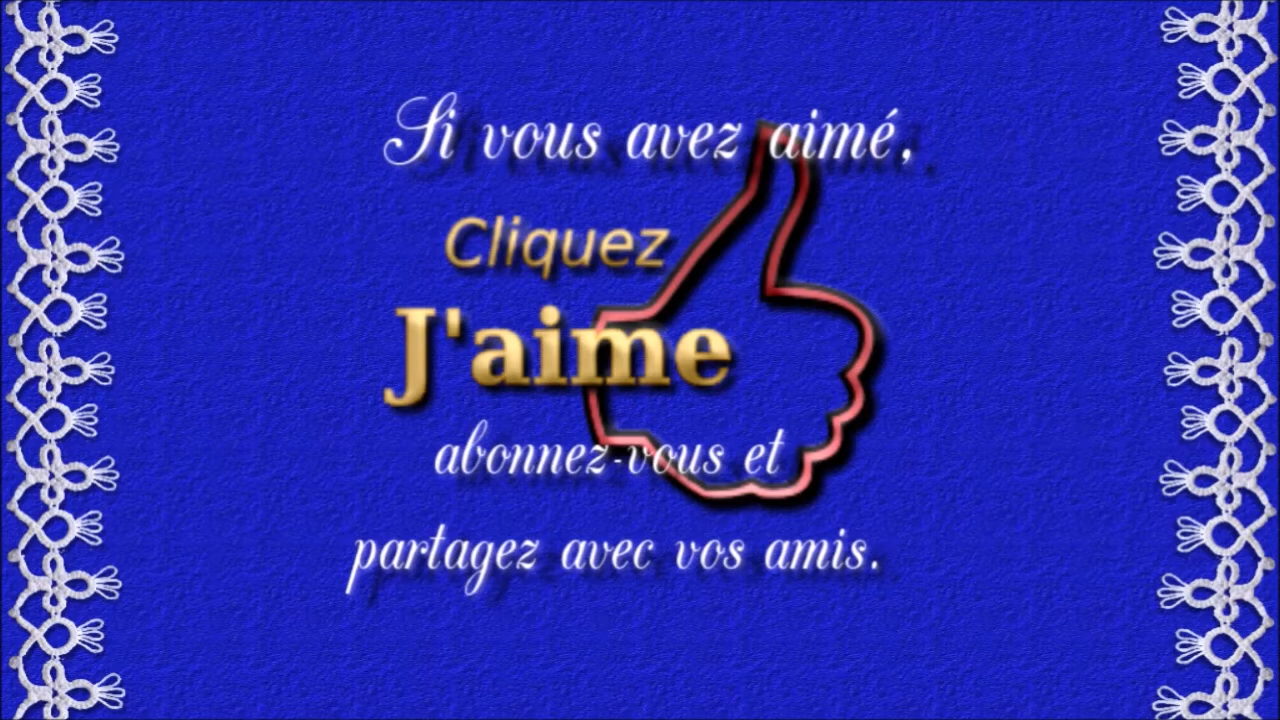 Si vous avez aimé,
Cliquez
J'aime
abonnez-vous et
partagez avec vos amis.